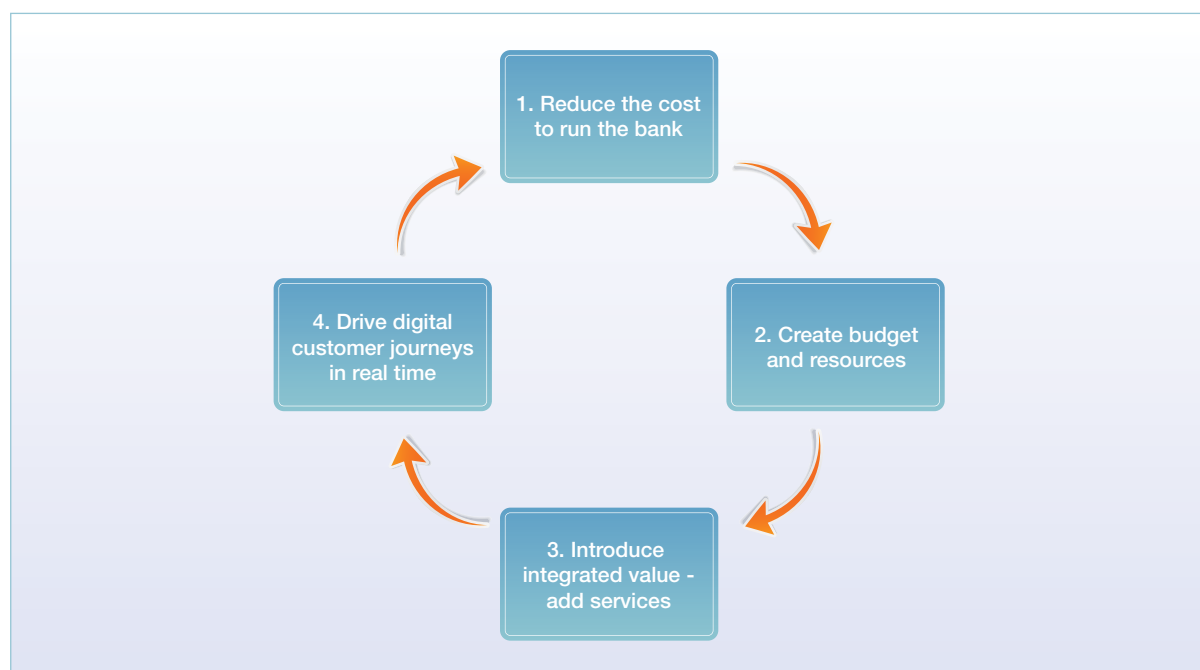 1. Reduce the cost
to run the bank
2. Create budget
and resources
3. Introduce
integrated value -
add services
4. Drive digital
customer journeys
in real time